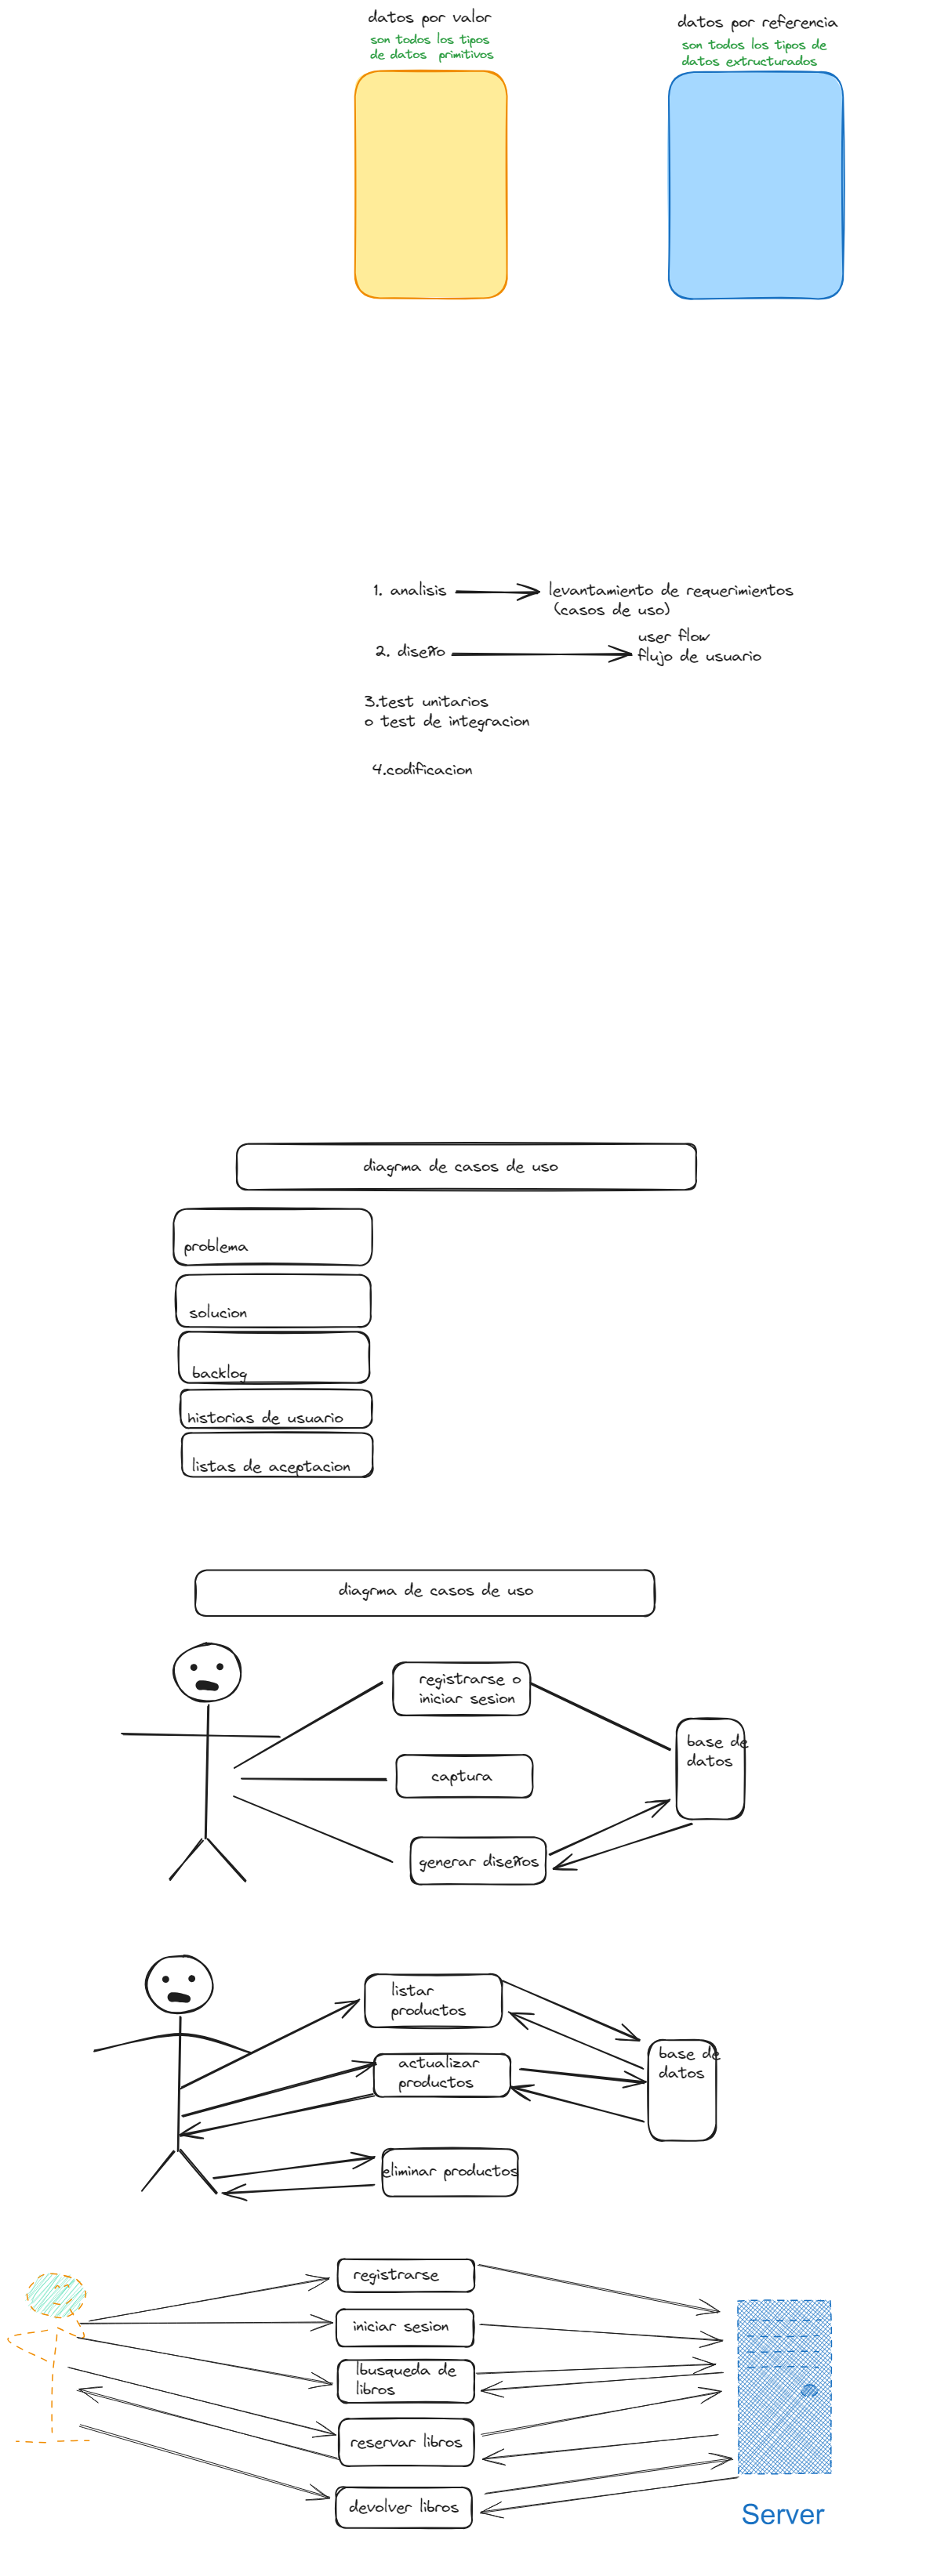 datos por valor
son todos los tipos
de datos primitivos
datos por referencia
son todos los tipos de
datos extructurados
1. analisis
levantamiento de requerimientos
(casos de uso)
2. diseño
user flow
flujo de usuario
3.test unitarios
o test de integracion
4.codificacion
diagrma de casos de uso
problema
solucion
backlog
historias de usuario
listas de aceptacion
diagrma de casos de uso
registrarse o
iniciar sesion
captura
generar diseños
base de
datos
listar
productos
actualizar
productos
eliminar productos
base de
datos
registrarse
iniciar sesion
lbusqueda de
libros
reservar libros
devolver libros
Server